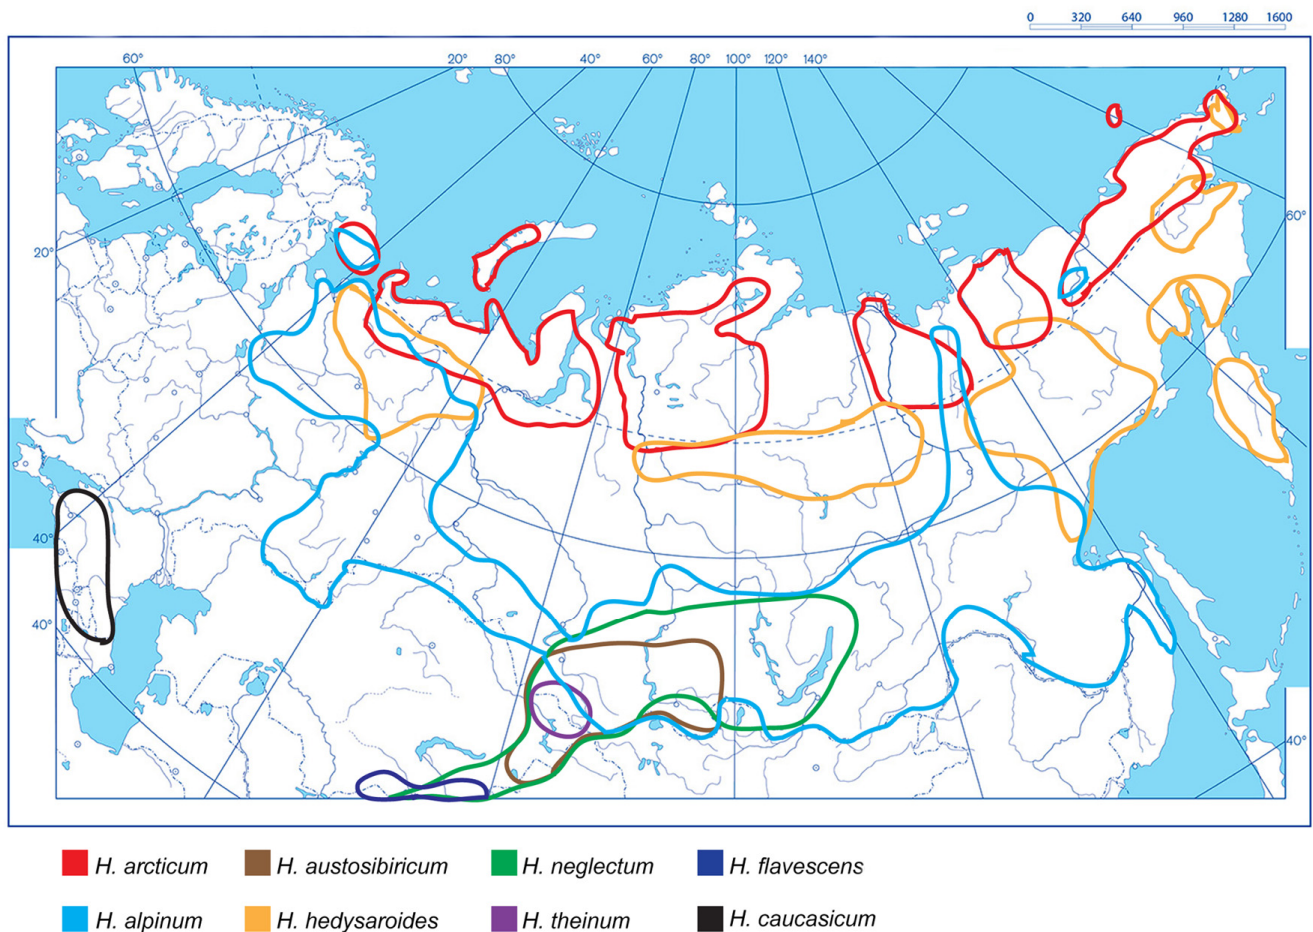 0 320 640 960 1280 1600
60° 20° 80° 40° 60° 80° 100° 120° 140°
60°
20°
40°
40°
40°
H. arcticum H. austosibiricum H. neglectum H. flavescens
H. alpinum H. hedysaroides H. theinum H. caucasicum